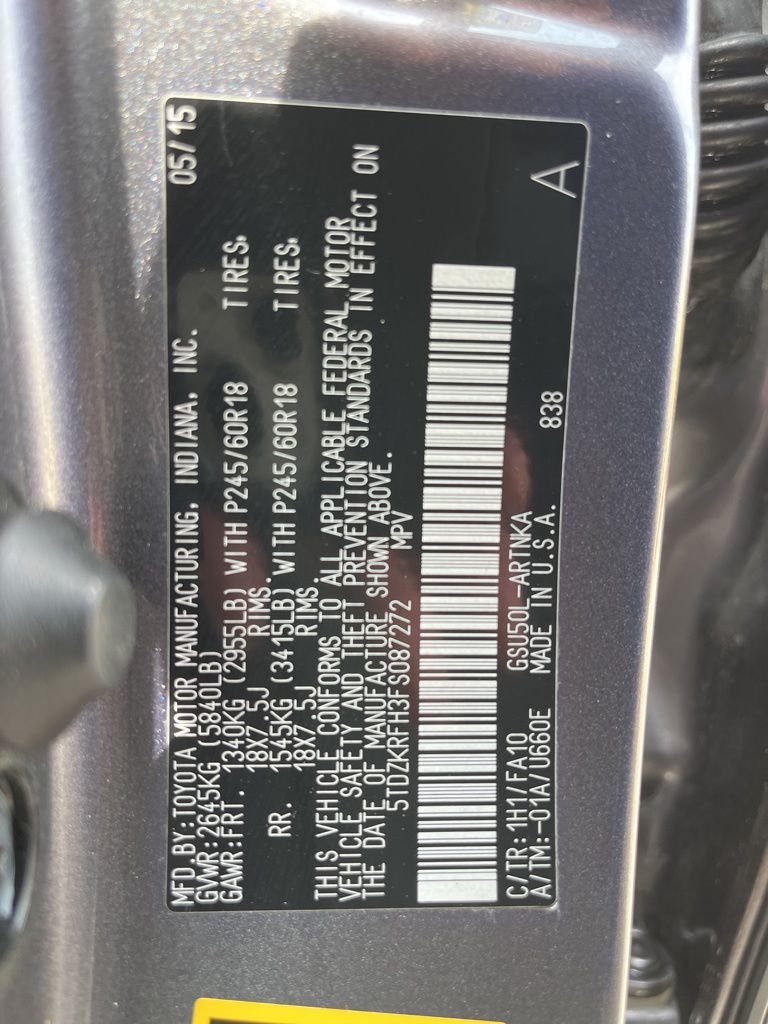 MFD.BY:TOYOTA MOTOR MANUFACTURING, INDIANA, INC. 05/15
GVWR:2645KG (5840LB)
GAWR:FRT. 1340KG (2955LB) WITH P245/60R18 TIRES,
18X7.5J RIMS.
RR. 1545KG (3415LB) WITH P245/60R18 TIRES,
18X7.5J RIMS.
THIS VEHICLE CONFORMS TO ALL APPLICABLE FEDERAL MOTOR
VEHICLE SAFETY AND THEFT PREVENTION STANDARDS IN EFFECT ON
THE DATE OF MANUFACTURE SHOWN ABOVE.
5TDZKRFH3FS087272 MPV
C/TR:1H1/FA10 GSU50L-ARTNKA 838
A/TM:-01A/U660E MADE IN U.S.A. A